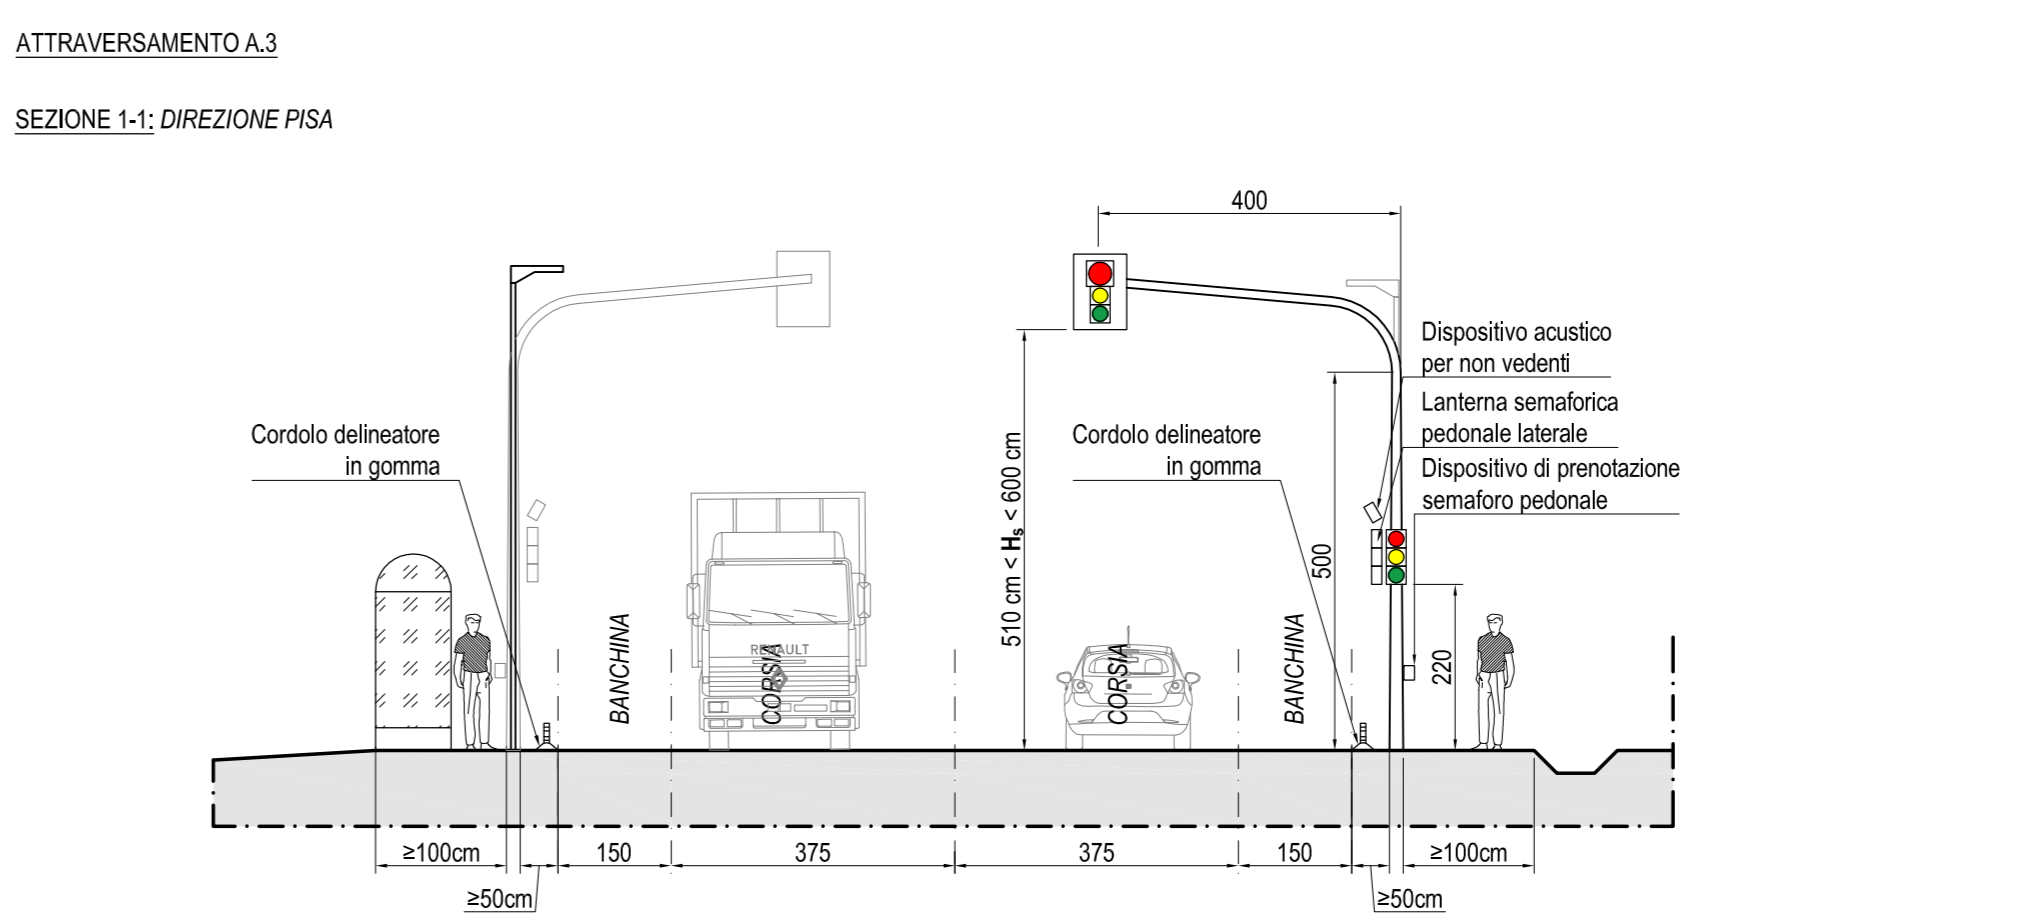 ATTRAVERSAMENTO A.3
SEZIONE 1-1: DIREZIONE PISA
400
Dispositivo acustico
per non vedenti
Lanterna semaforica
pedonale laterale
Dispositivo di prenotazione
semaforo pedonale
Cordolo delineatore
in gomma
Cordolo delineatore
in gomma
510 cm < Hs < 600 cm
500
220
BANCHINA
RENAULT
CORSIA
CORSIA
BANCHINA
≥100cm
150
375
375
150
≥100cm
≥50cm
≥50cm